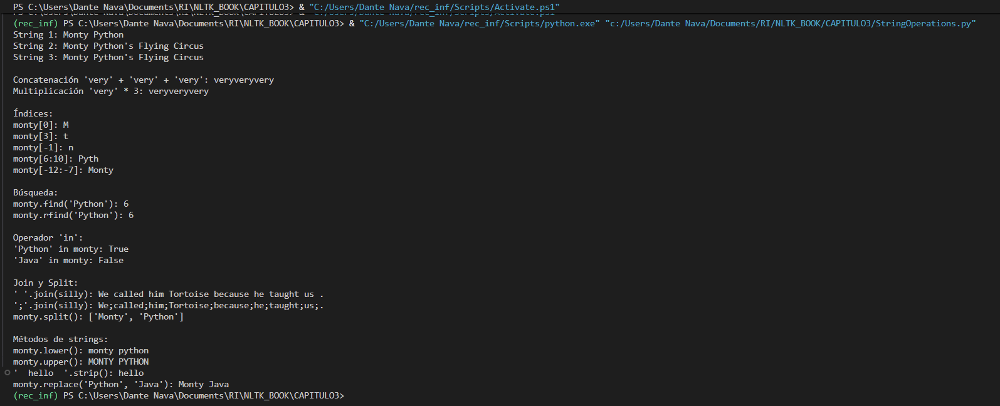 PS C:\Users\Dante Nava\Documents\RI\NLTK_BOOK\CAPITULO3> & "C:/Users/Dante Nava/rec_inf/Scripts/Activate.ps1"
(rec_inf) PS C:\Users\Dante Nava\Documents\RI\NLTK_BOOK\CAPITULO3> & "C:/Users/Dante Nava/rec_inf/Scripts/python.exe" "c:/Users/Dante Nava/Documents/RI/NLTK_BOOK/CAPITULO3/StringOperations.py"
String 1: Monty Python
String 2: Monty Python's Flying Circus
String 3: Monty Python's Flying Circus

Concatenación 'very' + 'very' + 'very': veryveryvery
Multiplicación 'very' * 3: veryveryvery

Índices:
monty[0]: M
monty[3]: t
monty[-1]: n
monty[6:10]: Pyth
monty[-12:-7]: Monty

Búsqueda:
monty.find('Python'): 6
monty.rfind('Python'): 6

Operador 'in':
'Python' in monty: True
'Java' in monty: False

Join y Split:
' '.join(silly): We called him Tortoise because he taught us .
';'.join(silly): We;called;him;Tortoise;because;he;taught;us;.
monty.split(): ['Monty', 'Python']

Métodos de strings:
monty.lower(): monty python
monty.upper(): MONTY PYTHON
'  hello  '.strip(): hello
monty.replace('Python', 'Java'): Monty Java
(rec_inf) PS C:\Users\Dante Nava\Documents\RI\NLTK_BOOK\CAPITULO3>